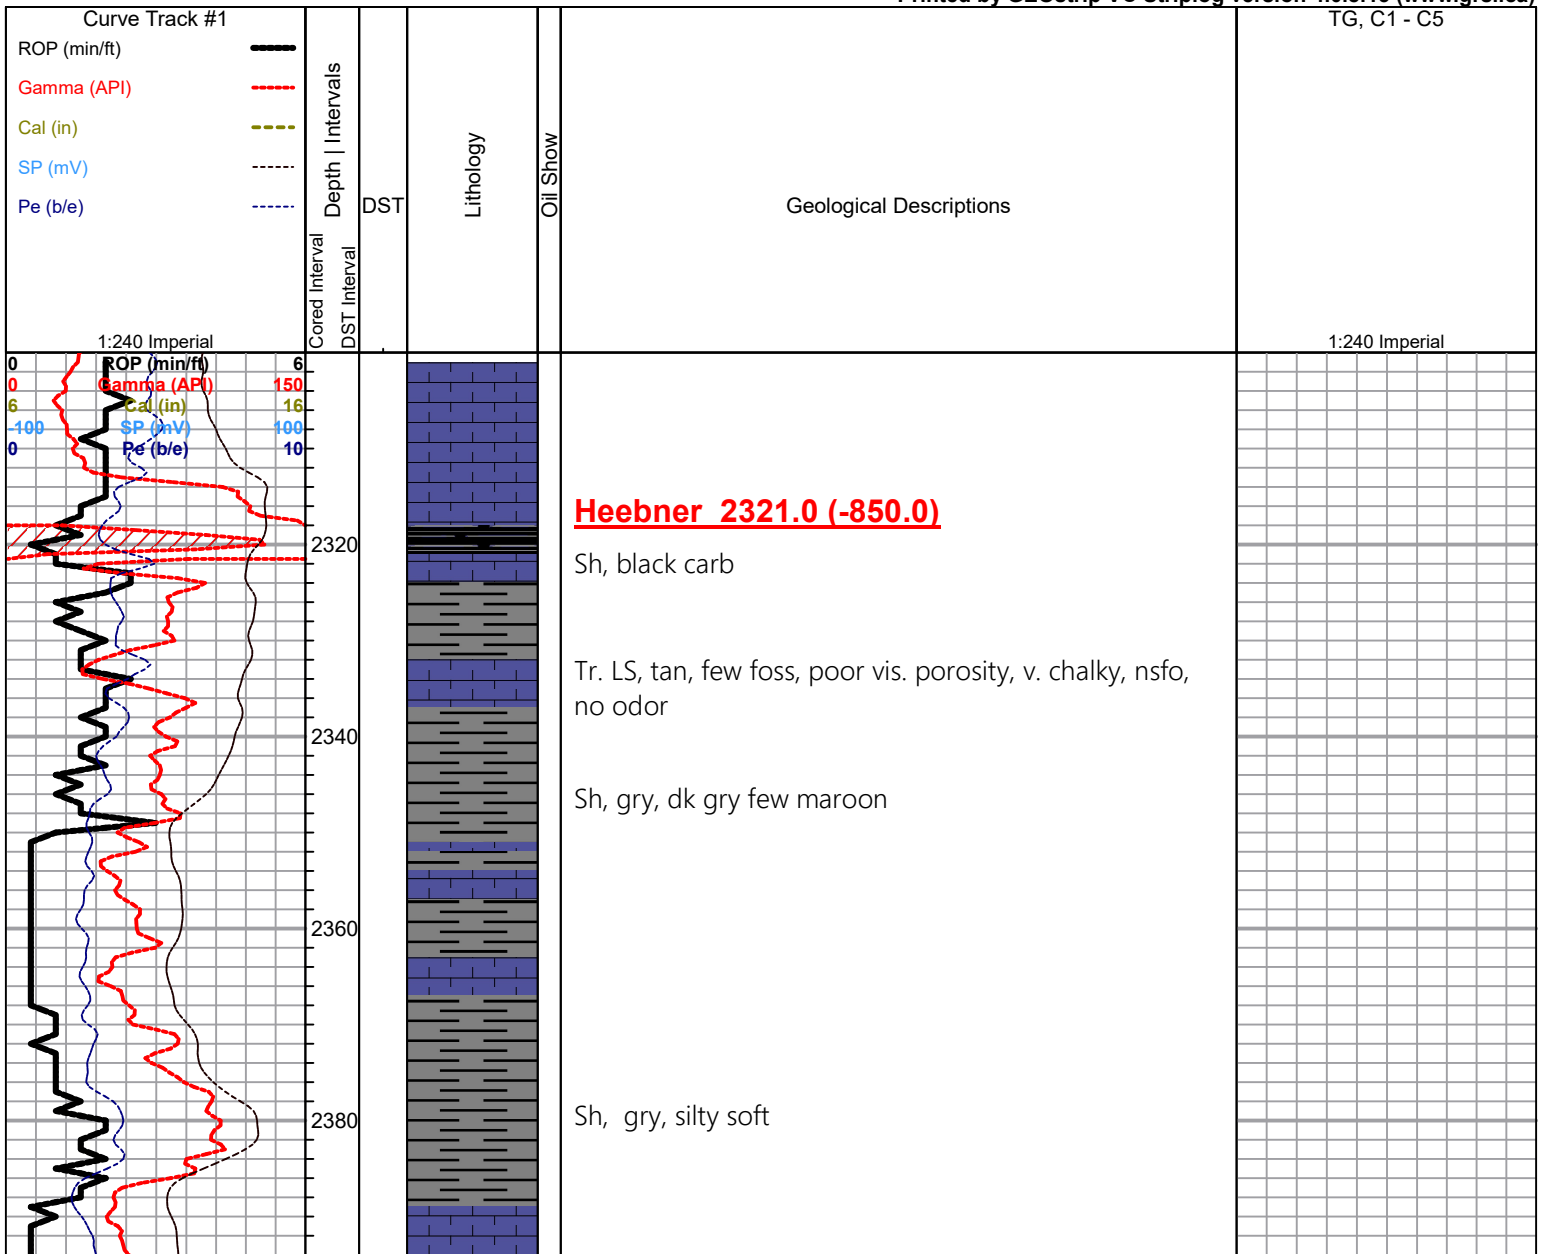 Curve Track #1
ROP (min/ft)
Gamma (API)
Cal (in)
SP (mV)
Pe (b/e)
1:240 Imperial
Depth | Intervals
Cored Interval
DST Interval
DST
Lithology
Oil Show
Geological Descriptions
TG, C1 - C5
1:240 Imperial
0 ROP (min/ft) 6
0 Gamma (API) 150
6 Cal (in) 16
-100 SP (mV) 100
0 Pe (b/e) 10
Heebner 2321.0 (-850.0)
2320
Sh, black carb
Tr. LS, tan, few foss, poor vis. porosity, v. chalky, nsfo,
no odor
2340
Sh, gry, dk gry few maroon
2360
2380
Sh, gry, silty soft